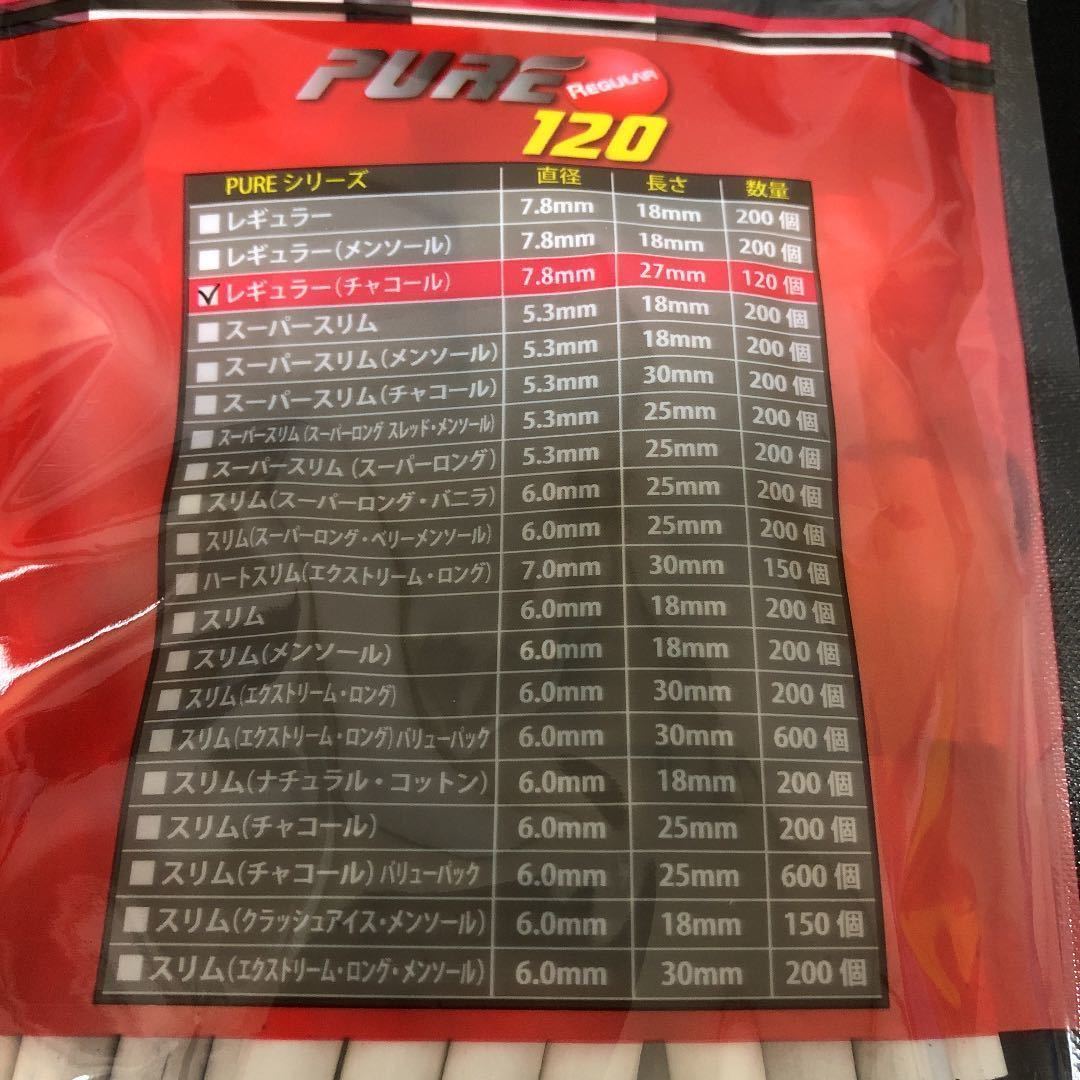 PURE REGULAR
120
PURE シリーズ 直径 長さ 数量
レギュラー 7.8mm 18mm 200 個
レギュラー(メンソール) 7.8mm 18mm 200 個
レギュラー(チャコール) 7.8mm 27mm 120 個
スーパースリム 5.3mm 18mm 200 個
スーパースリム(メンソール) 5.3mm 18mm 200 個
スーパースリム(チャコール) 5.3mm 30mm 200 個
スーパースリム (スーパーロング スレッド・メンソール) 5.3mm 25mm 200 個
スーパースリム (スーパーロング) 5.3mm 25mm 200 個
スリム(スーパーロング・バニラ) 6.0mm 25mm 200 個
スリム(スーパーロング・ベリーメンソール) 6.0mm 25mm 200 個
ハートスリム(エクストリーム・ロング) 7.0mm 30mm 150 個
スリム 6.0mm 18mm 200 個
スリム(メンソール) 6.0mm 18mm 200 個
スリム(エクストリーム・ロング) 6.0mm 30mm 200 個
スリム(エクストリーム・ロング)バリューパック 6.0mm 30mm 600 個
スリム(ナチュラル・コットン) 6.0mm 18mm 200 個
スリム(チャコール) 6.0mm 25mm 200 個
スリム(チャコール) バリューパック 6.0mm 25mm 600 個
スリム(クラッシュアイス・メンソール) 6.0mm 18mm 150 個
スリム(エクストリーム・ロング・メンソール) 6.0mm 30mm 200 個